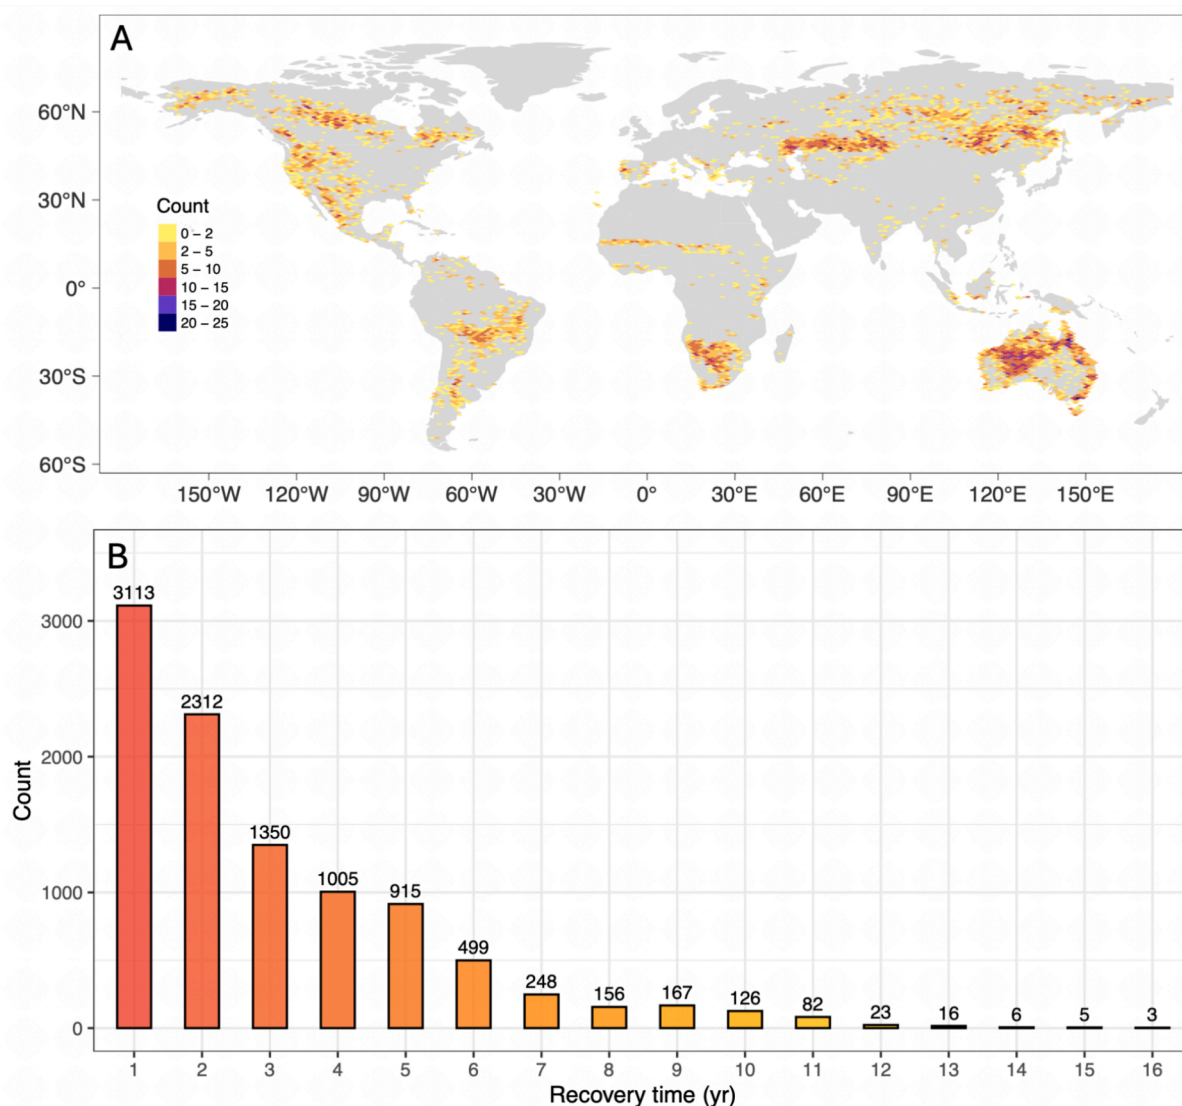 A
60°N
30°N
0°
30°S
60°S
Count
0 – 2
2 – 5
5 – 10
10 – 15
15 – 20
20 – 25
150°W 120°W 90°W 60°W 30°W 0° 30°E 60°E 90°E 120°E 150°E
B
Count
3000
2000
1000
0
3113
2312
1350
1005
915
499
248
156
167
126
82
23
16
6
5
3
1 2 3 4 5 6 7 8 9 10 11 12 13 14 15 16
Recovery time (yr)